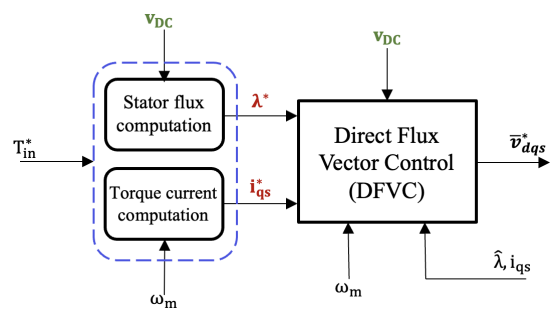 v_DC
v_DC
Stator flux
computation
λ*
T*_in
Direct Flux
Vector Control
(DFVC)
v̅*_dqs
Torque current
computation
i*_qs
ω_m
ω_m
λ̂, i_qs